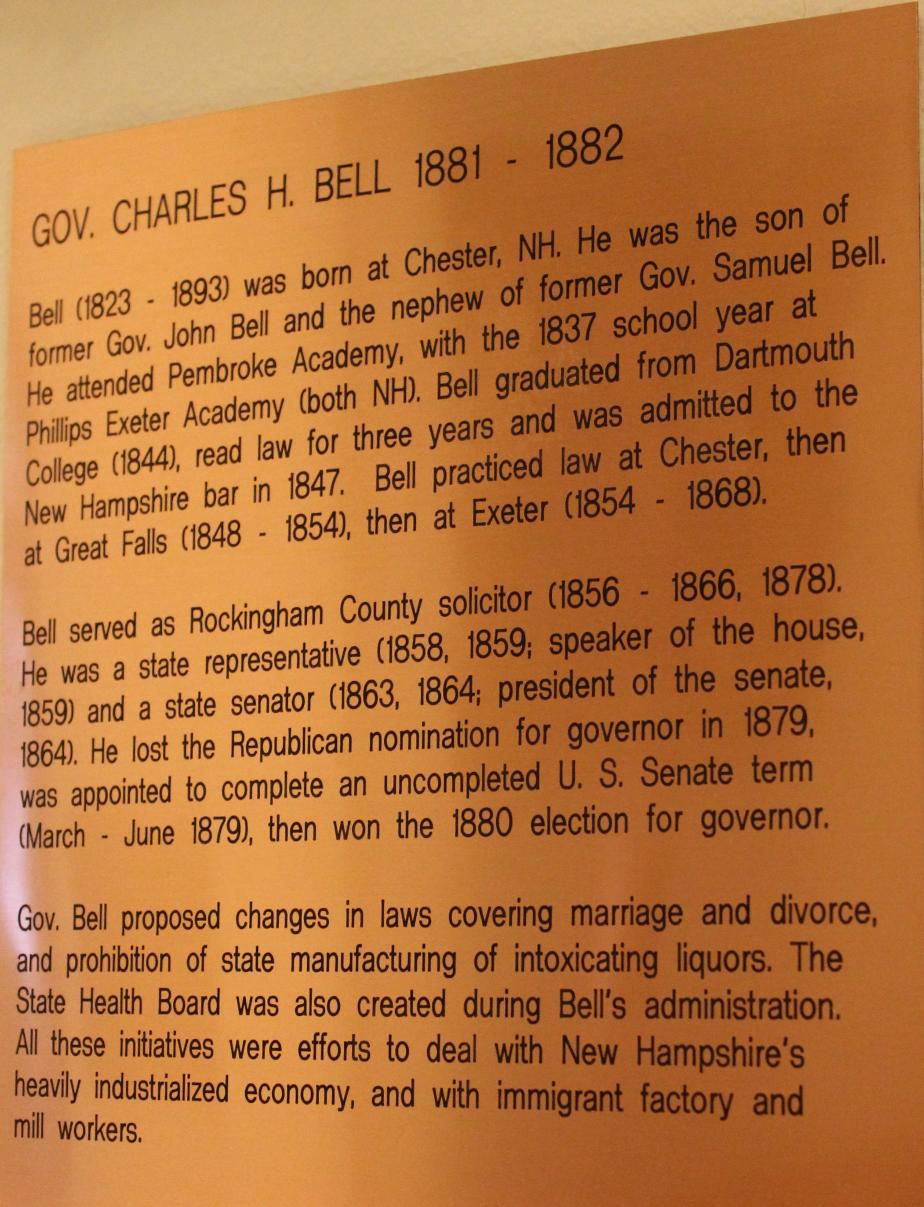 GOV. CHARLES H. BELL 1881 - 1882
Bell (1823 - 1893) was born at Chester, NH. He was the son of
former Gov. John Bell and the nephew of former Gov. Samuel Bell.
He attended Pembroke Academy, with the 1837 school year at
Phillips Exeter Academy (both NH). Bell graduated from Dartmouth
College (1844), read law for three years and was admitted to the
New Hampshire bar in 1847. Bell practiced law at Chester, then
at Great Falls (1848 - 1854), then at Exeter (1854 - 1868).
Bell served as Rockingham County solicitor (1856 - 1866, 1878).
He was a state representative (1858, 1859; speaker of the house,
1859) and a state senator (1863, 1864; president of the senate,
1864). He lost the Republican nomination for governor in 1879,
was appointed to complete an uncompleted U. S. Senate term
(March - June 1879), then won the 1880 election for governor.
Gov. Bell proposed changes in laws covering marriage and divorce,
and prohibition of state manufacturing of intoxicating liquors. The
State Health Board was also created during Bell's administration.
All these initiatives were efforts to deal with New Hampshire's
heavily industrialized economy, and with immigrant factory and
mill workers.